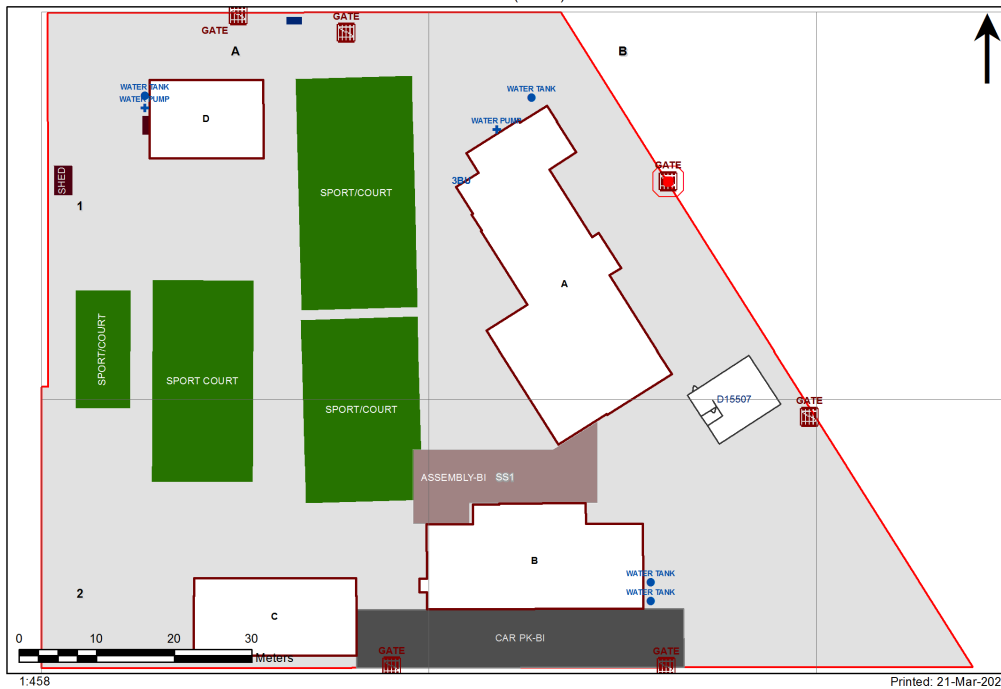 GATE
GATE
A
B
WATER TANK
WATER PUMP
WATER TANK
D
WATER PUMP
GATE
SHED
3BU
SPORT/COURT
1
A
SPORT/COURT
SPORT COURT
D15507
GATE
SPORT/COURT
ASSEMBLY-BI SS1
B
WATER TANK
2
WATER TANK
C
CAR PK-BI
0 10 20 30
Meters
GATE
GATE
1:458
Printed: 21-Mar-202